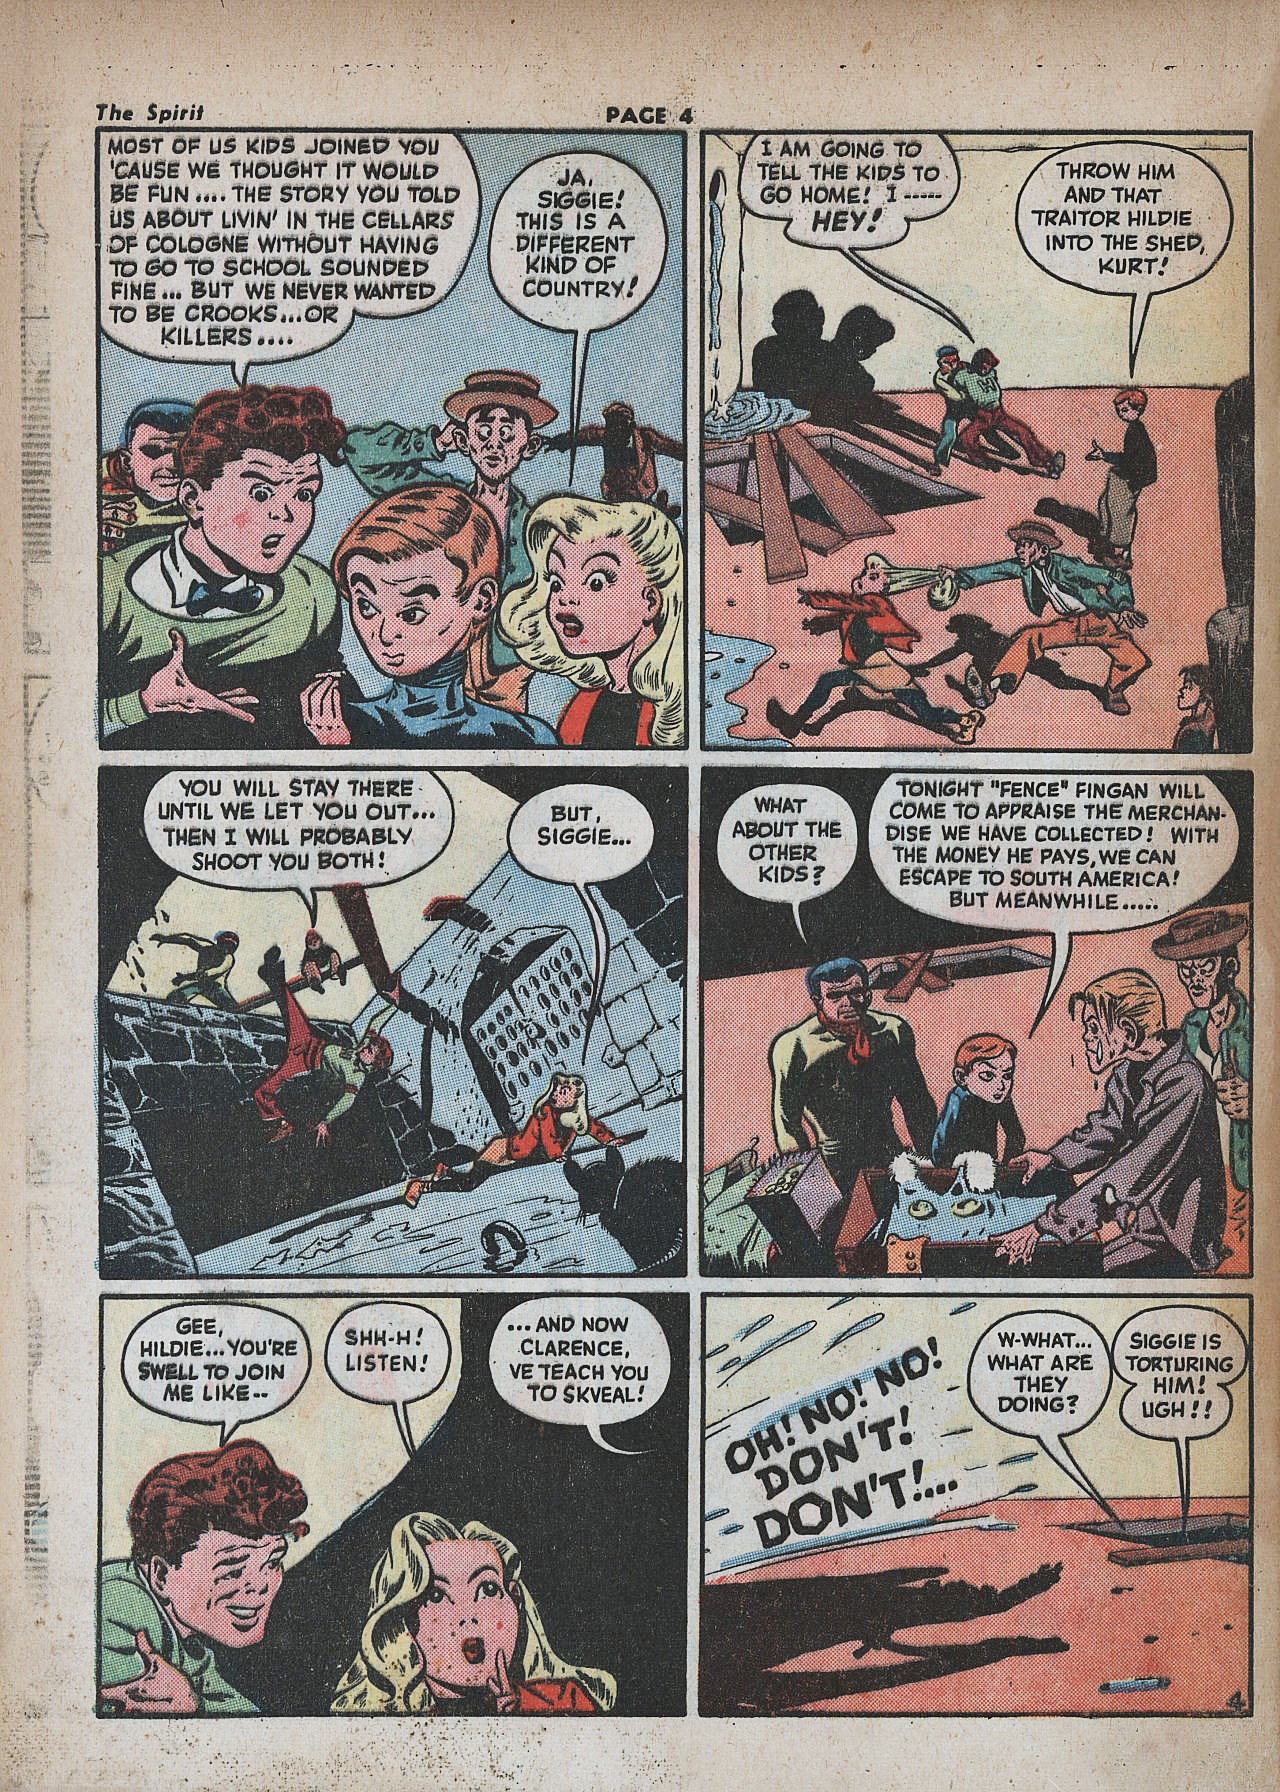 The Spirit
PAGE 4
MOST OF US KIDS JOINED YOU
'CAUSE WE THOUGHT IT WOULD
BE FUN.... THE STORY YOU TOLD
US ABOUT LIVIN' IN THE CELLARS
OF COLOGNE WITHOUT HAVING
TO GO TO SCHOOL SOUNDED
FINE... BUT WE NEVER WANTED
TO BE CROOKS...OR
KILLERS....
JA,
SIGGIE!
THIS IS A
DIFFERENT
KIND OF
COUNTRY!
I AM GOING TO
TELL THE KIDS TO
GO HOME! I -----
HEY!
THROW HIM
AND THAT
TRAITOR HILDIE
INTO THE SHED,
KURT!
YOU WILL STAY THERE
UNTIL WE LET YOU OUT...
THEN I WILL PROBABLY
SHOOT YOU BOTH!
BUT,
SIGGIE...
WHAT
ABOUT THE
OTHER
KIDS?
TONIGHT "FENCE" FINGAN WILL
COME TO APPRAISE THE MERCHAN-
DISE WE HAVE COLLECTED! WITH
THE MONEY HE PAYS, WE CAN
ESCAPE TO SOUTH AMERICA!
BUT MEANWHILE.....
GEE,
HILDIE...YOU'RE
SWELL TO JOIN
ME LIKE--
SHH-H!
LISTEN!
...AND NOW
CLARENCE,
VE TEACH YOU
TO SKVEAL!
OH! NO! NO!
DON'T!
DON'T!...
W-WHAT...
WHAT ARE
THEY
DOING?
SIGGIE IS
TORTURING
HIM!
UGH!!
4